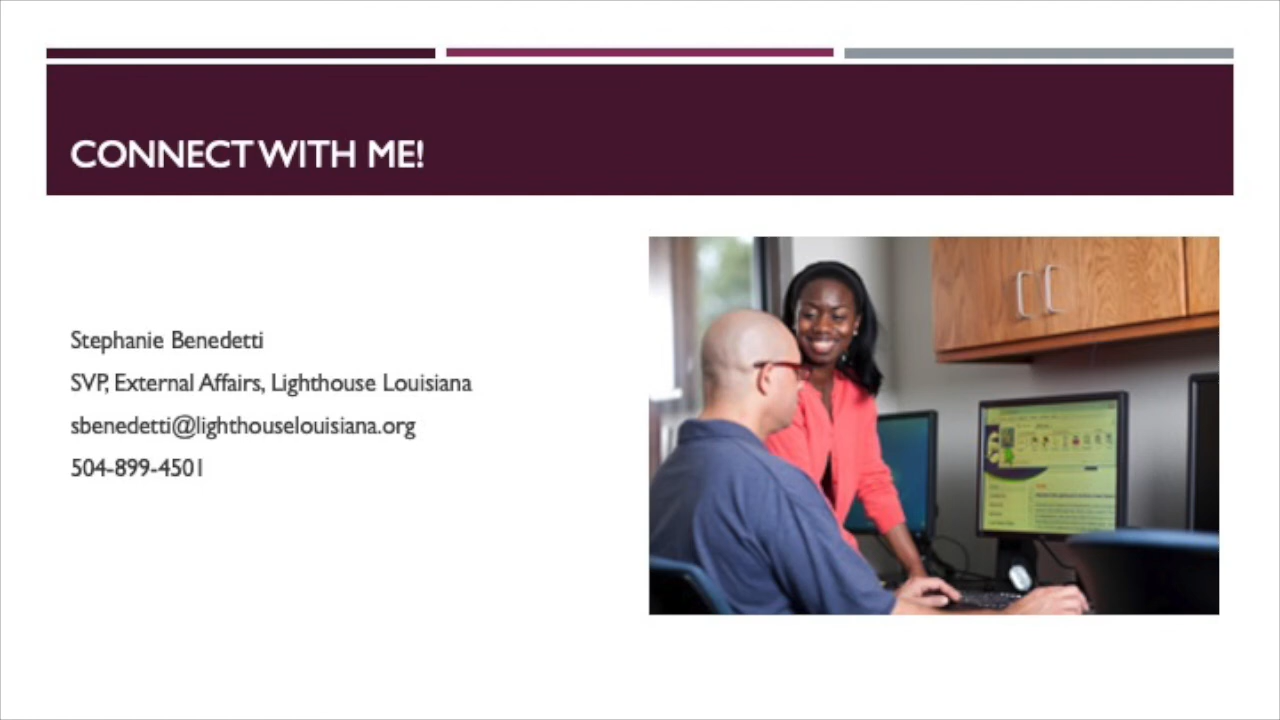 CONNECT WITH ME!
Stephanie Benedetti
SVP, External Affairs, Lighthouse Louisiana
sbenedetti@lighthouselouisiana.org
504-899-4501